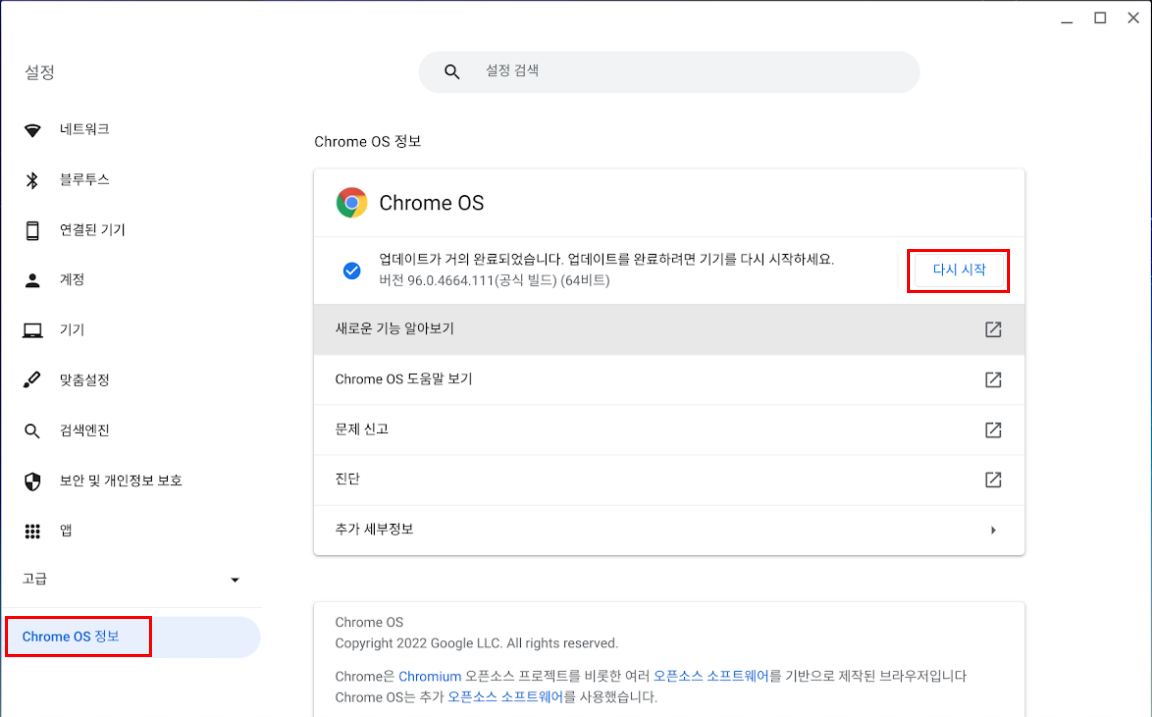 설정
설정 검색
네트워크
블루투스
연결된 기기
계정
기기
맞춤설정
검색엔진
보안 및 개인정보 보호
앱
고급
Chrome OS 정보
Chrome OS 정보
Chrome OS
업데이트가 거의 완료되었습니다. 업데이트를 완료하려면 기기를 다시 시작하세요.
버전 96.0.4664.111(공식 빌드) (64비트)
다시 시작
새로운 기능 알아보기
Chrome OS 도움말 보기
문제 신고
진단
추가 세부정보
Chrome OS
Copyright 2022 Google LLC. All rights reserved.
Chrome은 Chromium 오픈소스 프로젝트를 비롯한 여러 오픈소스 소프트웨어를 기반으로 제작된 브라우저입니다
Chrome OS는 추가 오픈소스 소프트웨어를 사용했습니다.